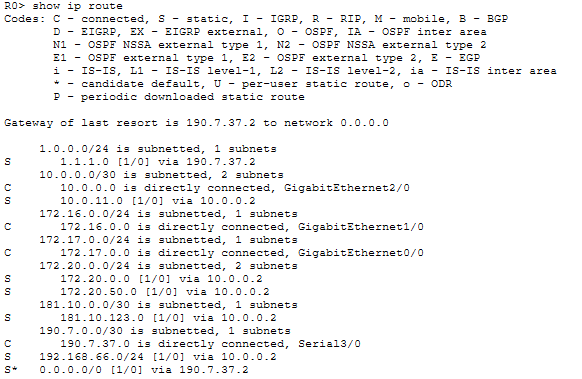 R0> show ip route
Codes: C - connected, S - static, I - IGRP, R - RIP, M - mobile, B - BGP
       D - EIGRP, EX - EIGRP external, O - OSPF, IA - OSPF inter area
       N1 - OSPF NSSA external type 1, N2 - OSPF NSSA external type 2
       E1 - OSPF external type 1, E2 - OSPF external type 2, E - EGP
       i - IS-IS, L1 - IS-IS level-1, L2 - IS-IS level-2, ia - IS-IS inter area
       * - candidate default, U - per-user static route, o - ODR
       P - periodic downloaded static route

Gateway of last resort is 190.7.37.2 to network 0.0.0.0

     1.0.0.0/24 is subnetted, 1 subnets
S       1.1.1.0 [1/0] via 190.7.37.2
     10.0.0.0/30 is subnetted, 2 subnets
C       10.0.0.0 is directly connected, GigabitEthernet2/0
S       10.0.11.0 [1/0] via 10.0.0.2
     172.16.0.0/24 is subnetted, 1 subnets
C       172.16.0.0 is directly connected, GigabitEthernet1/0
     172.17.0.0/24 is subnetted, 1 subnets
C       172.17.0.0 is directly connected, GigabitEthernet0/0
     172.20.0.0/24 is subnetted, 2 subnets
S       172.20.0.0 [1/0] via 10.0.0.2
S       172.20.50.0 [1/0] via 10.0.0.2
     181.10.0.0/30 is subnetted, 1 subnets
S       181.10.123.0 [1/0] via 10.0.0.2
     190.7.0.0/30 is subnetted, 1 subnets
C       190.7.37.0 is directly connected, Serial3/0
S    192.168.66.0/24 [1/0] via 10.0.0.2
S*   0.0.0.0/0 [1/0] via 190.7.37.2